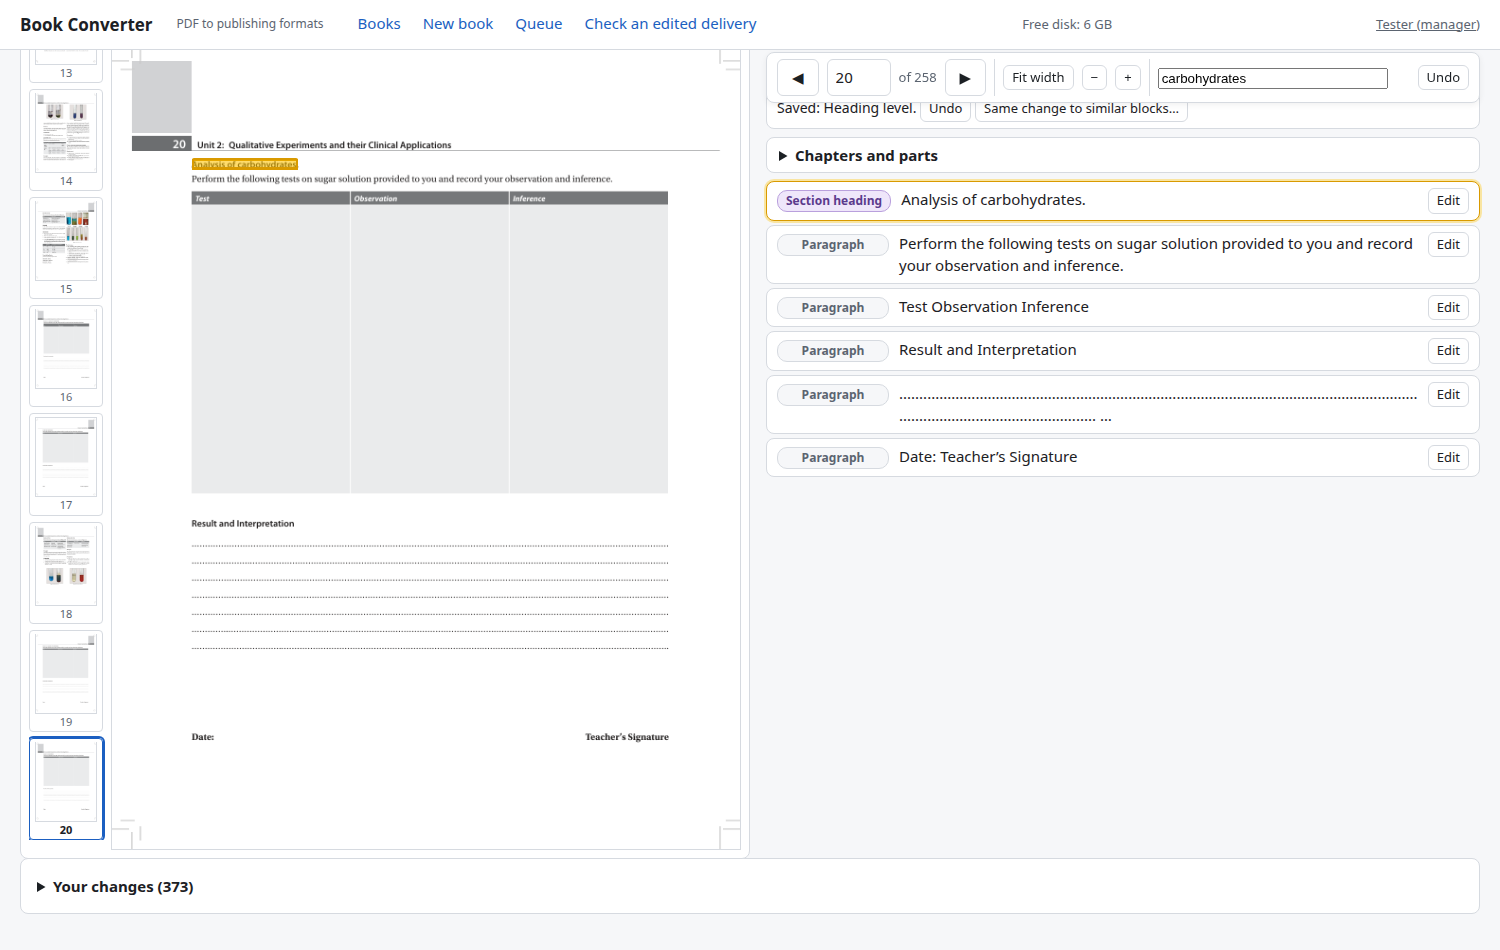 Book Converter
PDF to publishing formats
Books
New book
Queue
Check an edited delivery
Free disk: 6 GB
Tester (manager)
13
14
15
16
17
18
19
20
20 Unit 2: Qualitative Experiments and their Clinical Applications
Analysis of carbohydrates
Perform the following tests on sugar solution provided to you and record your observation and inference.
Test Observation Inference
Result and Interpretation
Date: Teacher's Signature
◀ 20 of 258 ▶ Fit width − + carbohydrates Undo
Saved: Heading level. Undo Same change to similar blocks...
Chapters and parts
Section heading Analysis of carbohydrates. Edit
Paragraph Perform the following tests on sugar solution provided to you and record Edit
your observation and inference.
Paragraph Test Observation Inference Edit
Paragraph Result and Interpretation Edit
Paragraph ................................................................................................................................. Edit
................................................. ...
Paragraph Date: Teacher’s Signature Edit
Your changes (373)